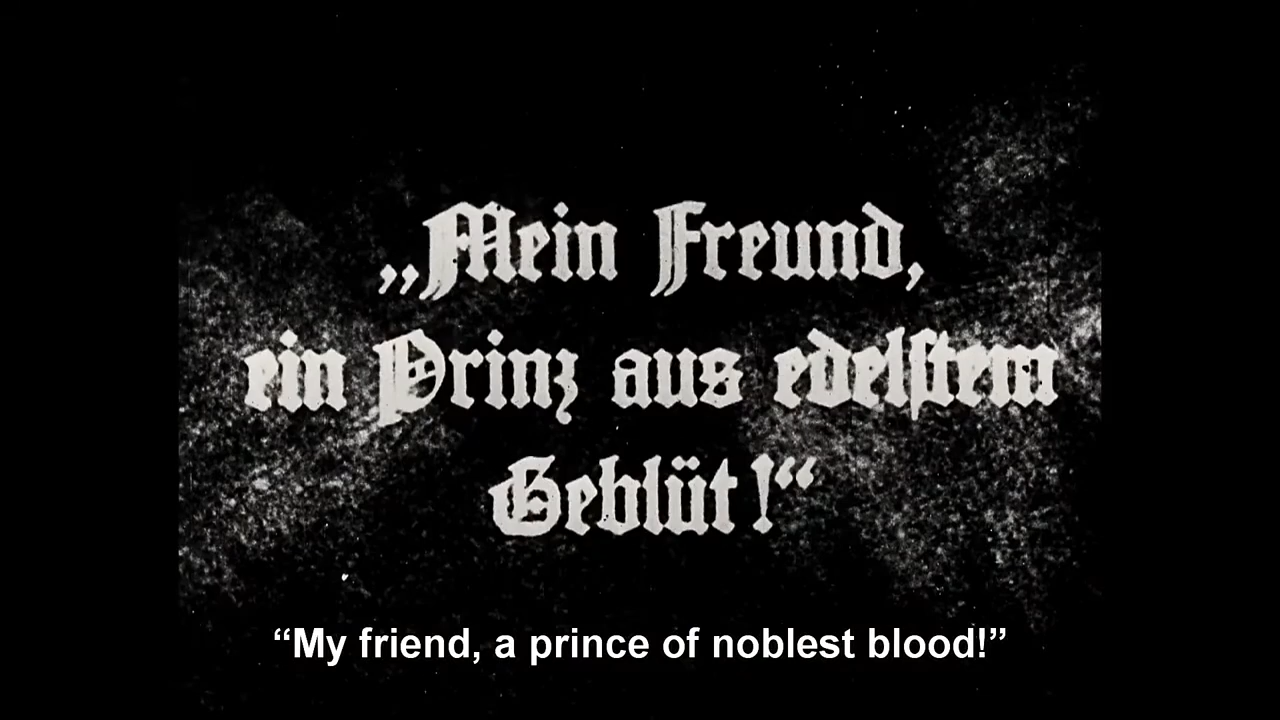 „Mein Freund,
ein Prinz aus edelſtem
Geblüt!“
“My friend, a prince of noblest blood!”